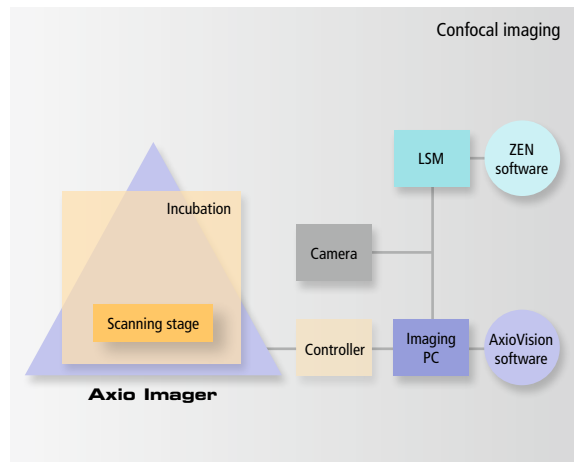 Confocal imaging
LSM
ZEN
software
Incubation
Camera
Scanning stage
Controller
Imaging
PC
AxioVision
software
Axio Imager